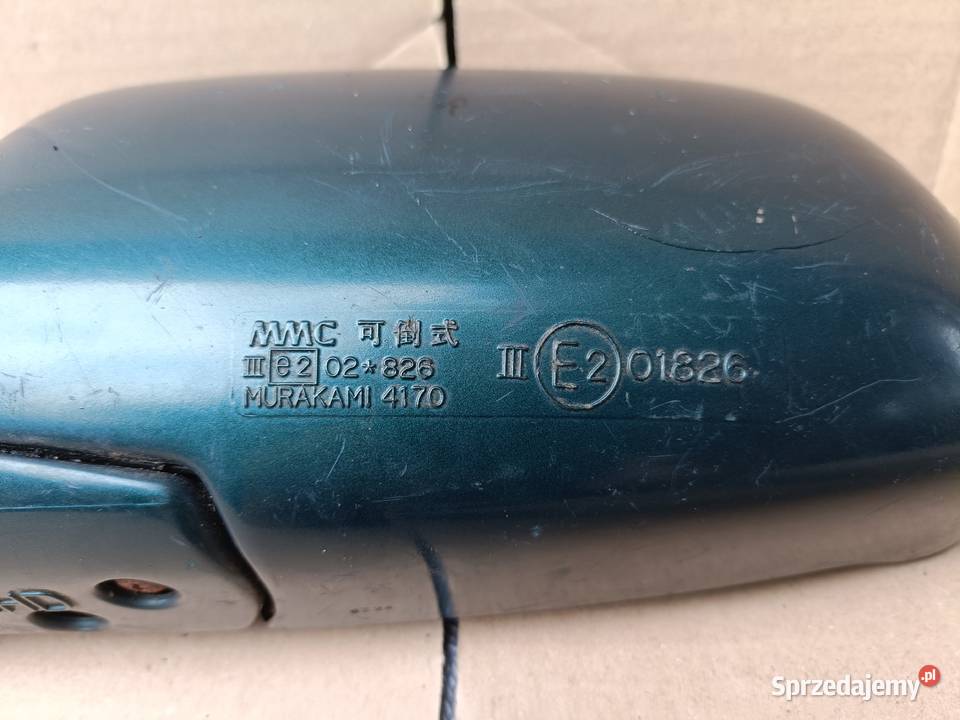 MMC 可倒式
III e2 02*826
MURAKAMI 4170
III E2 01826
Sprzedajemy.pl